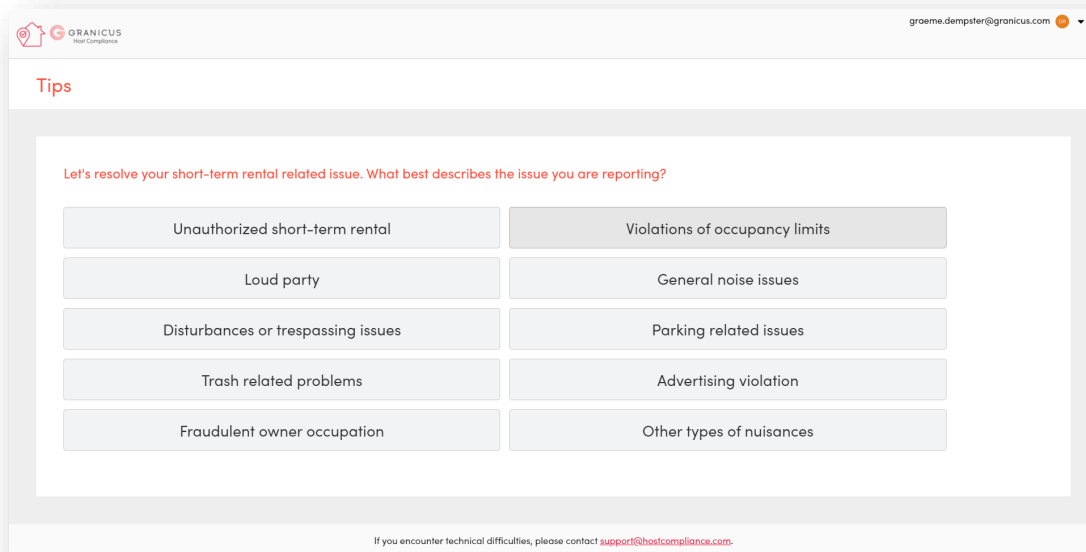 GRANICUS
Host Compliance
graeme.dempster@granicus.com
Tips
Let's resolve your short-term rental related issue. What best describes the issue you are reporting?
Unauthorized short-term rental
Violations of occupancy limits
Loud party
General noise issues
Disturbances or trespassing issues
Parking related issues
Trash related problems
Advertising violation
Fraudulent owner occupation
Other types of nuisances
If you encounter technical difficulties, please contact support@hostcompliance.com.